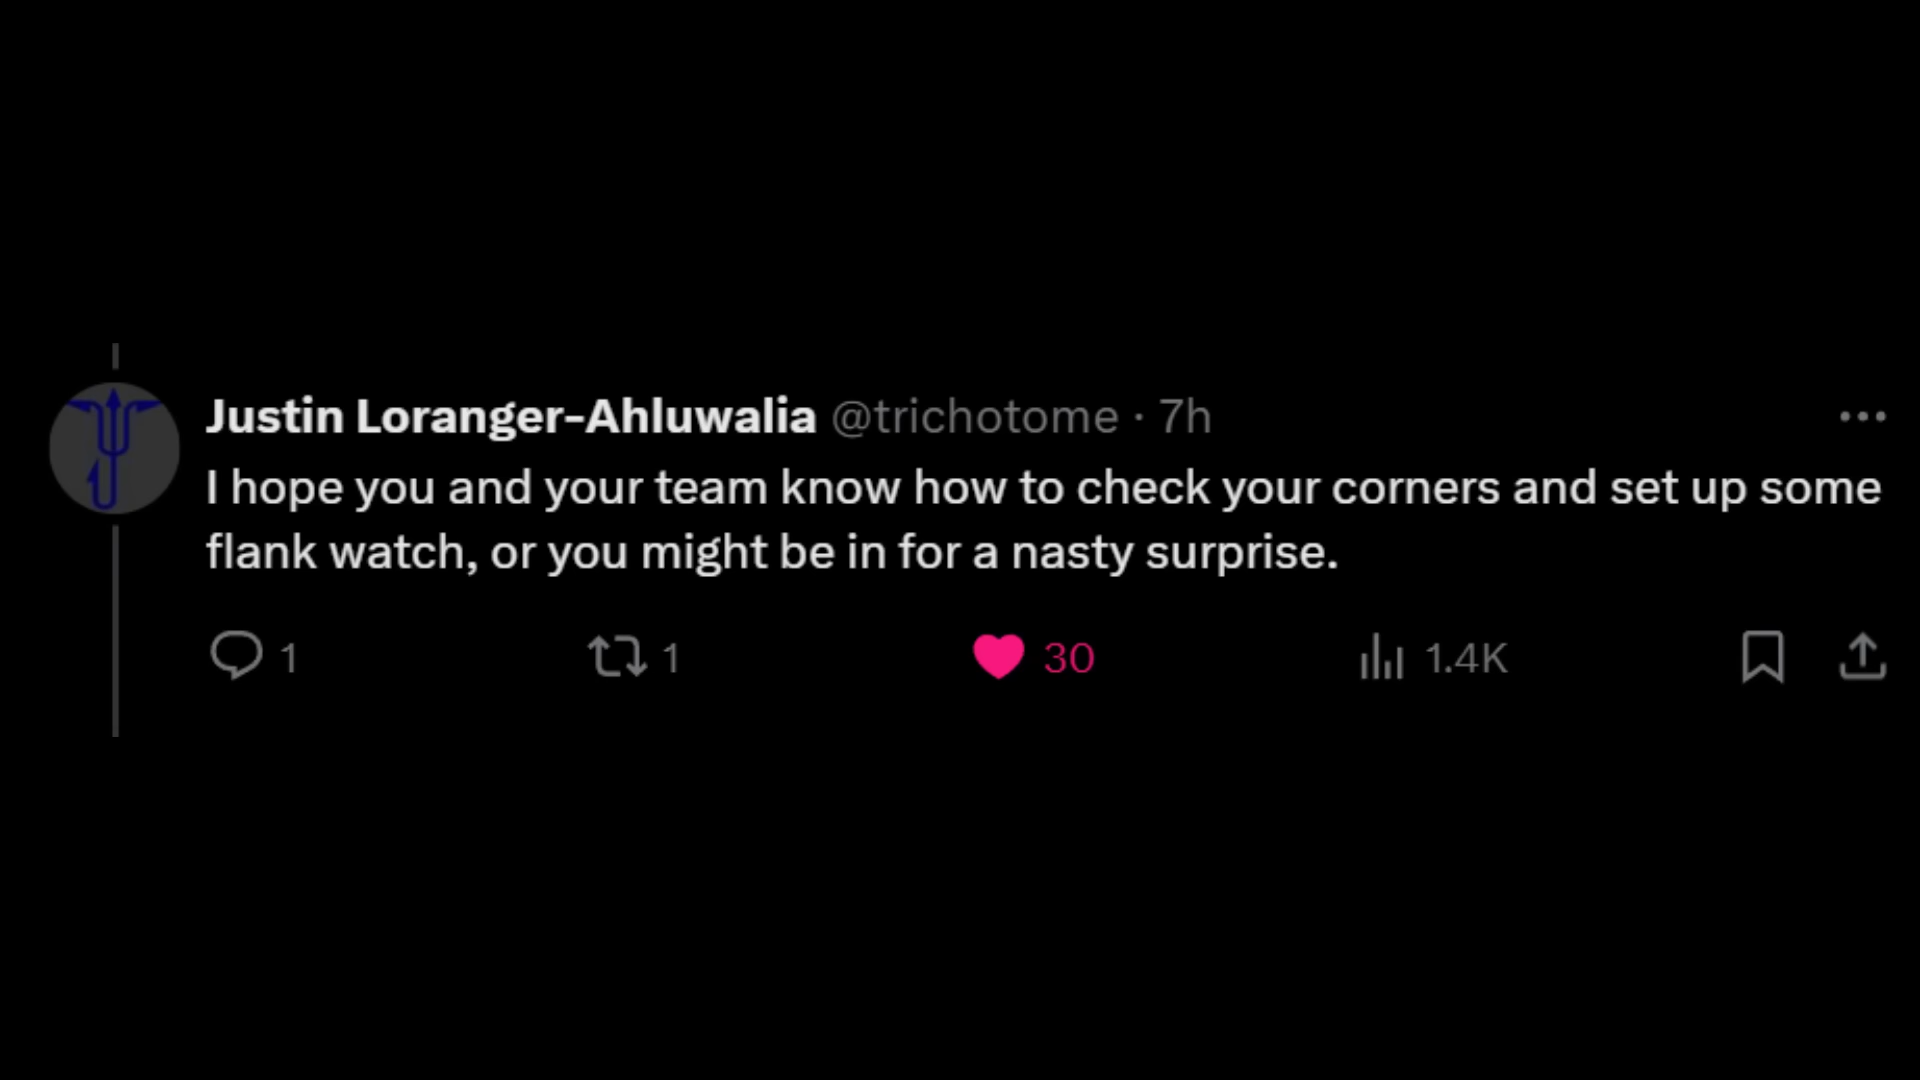 Justin Loranger-Ahluwalia @trichotome · 7h
I hope you and your team know how to check your corners and set up some
flank watch, or you might be in for a nasty surprise.
1 1 30 1.4K